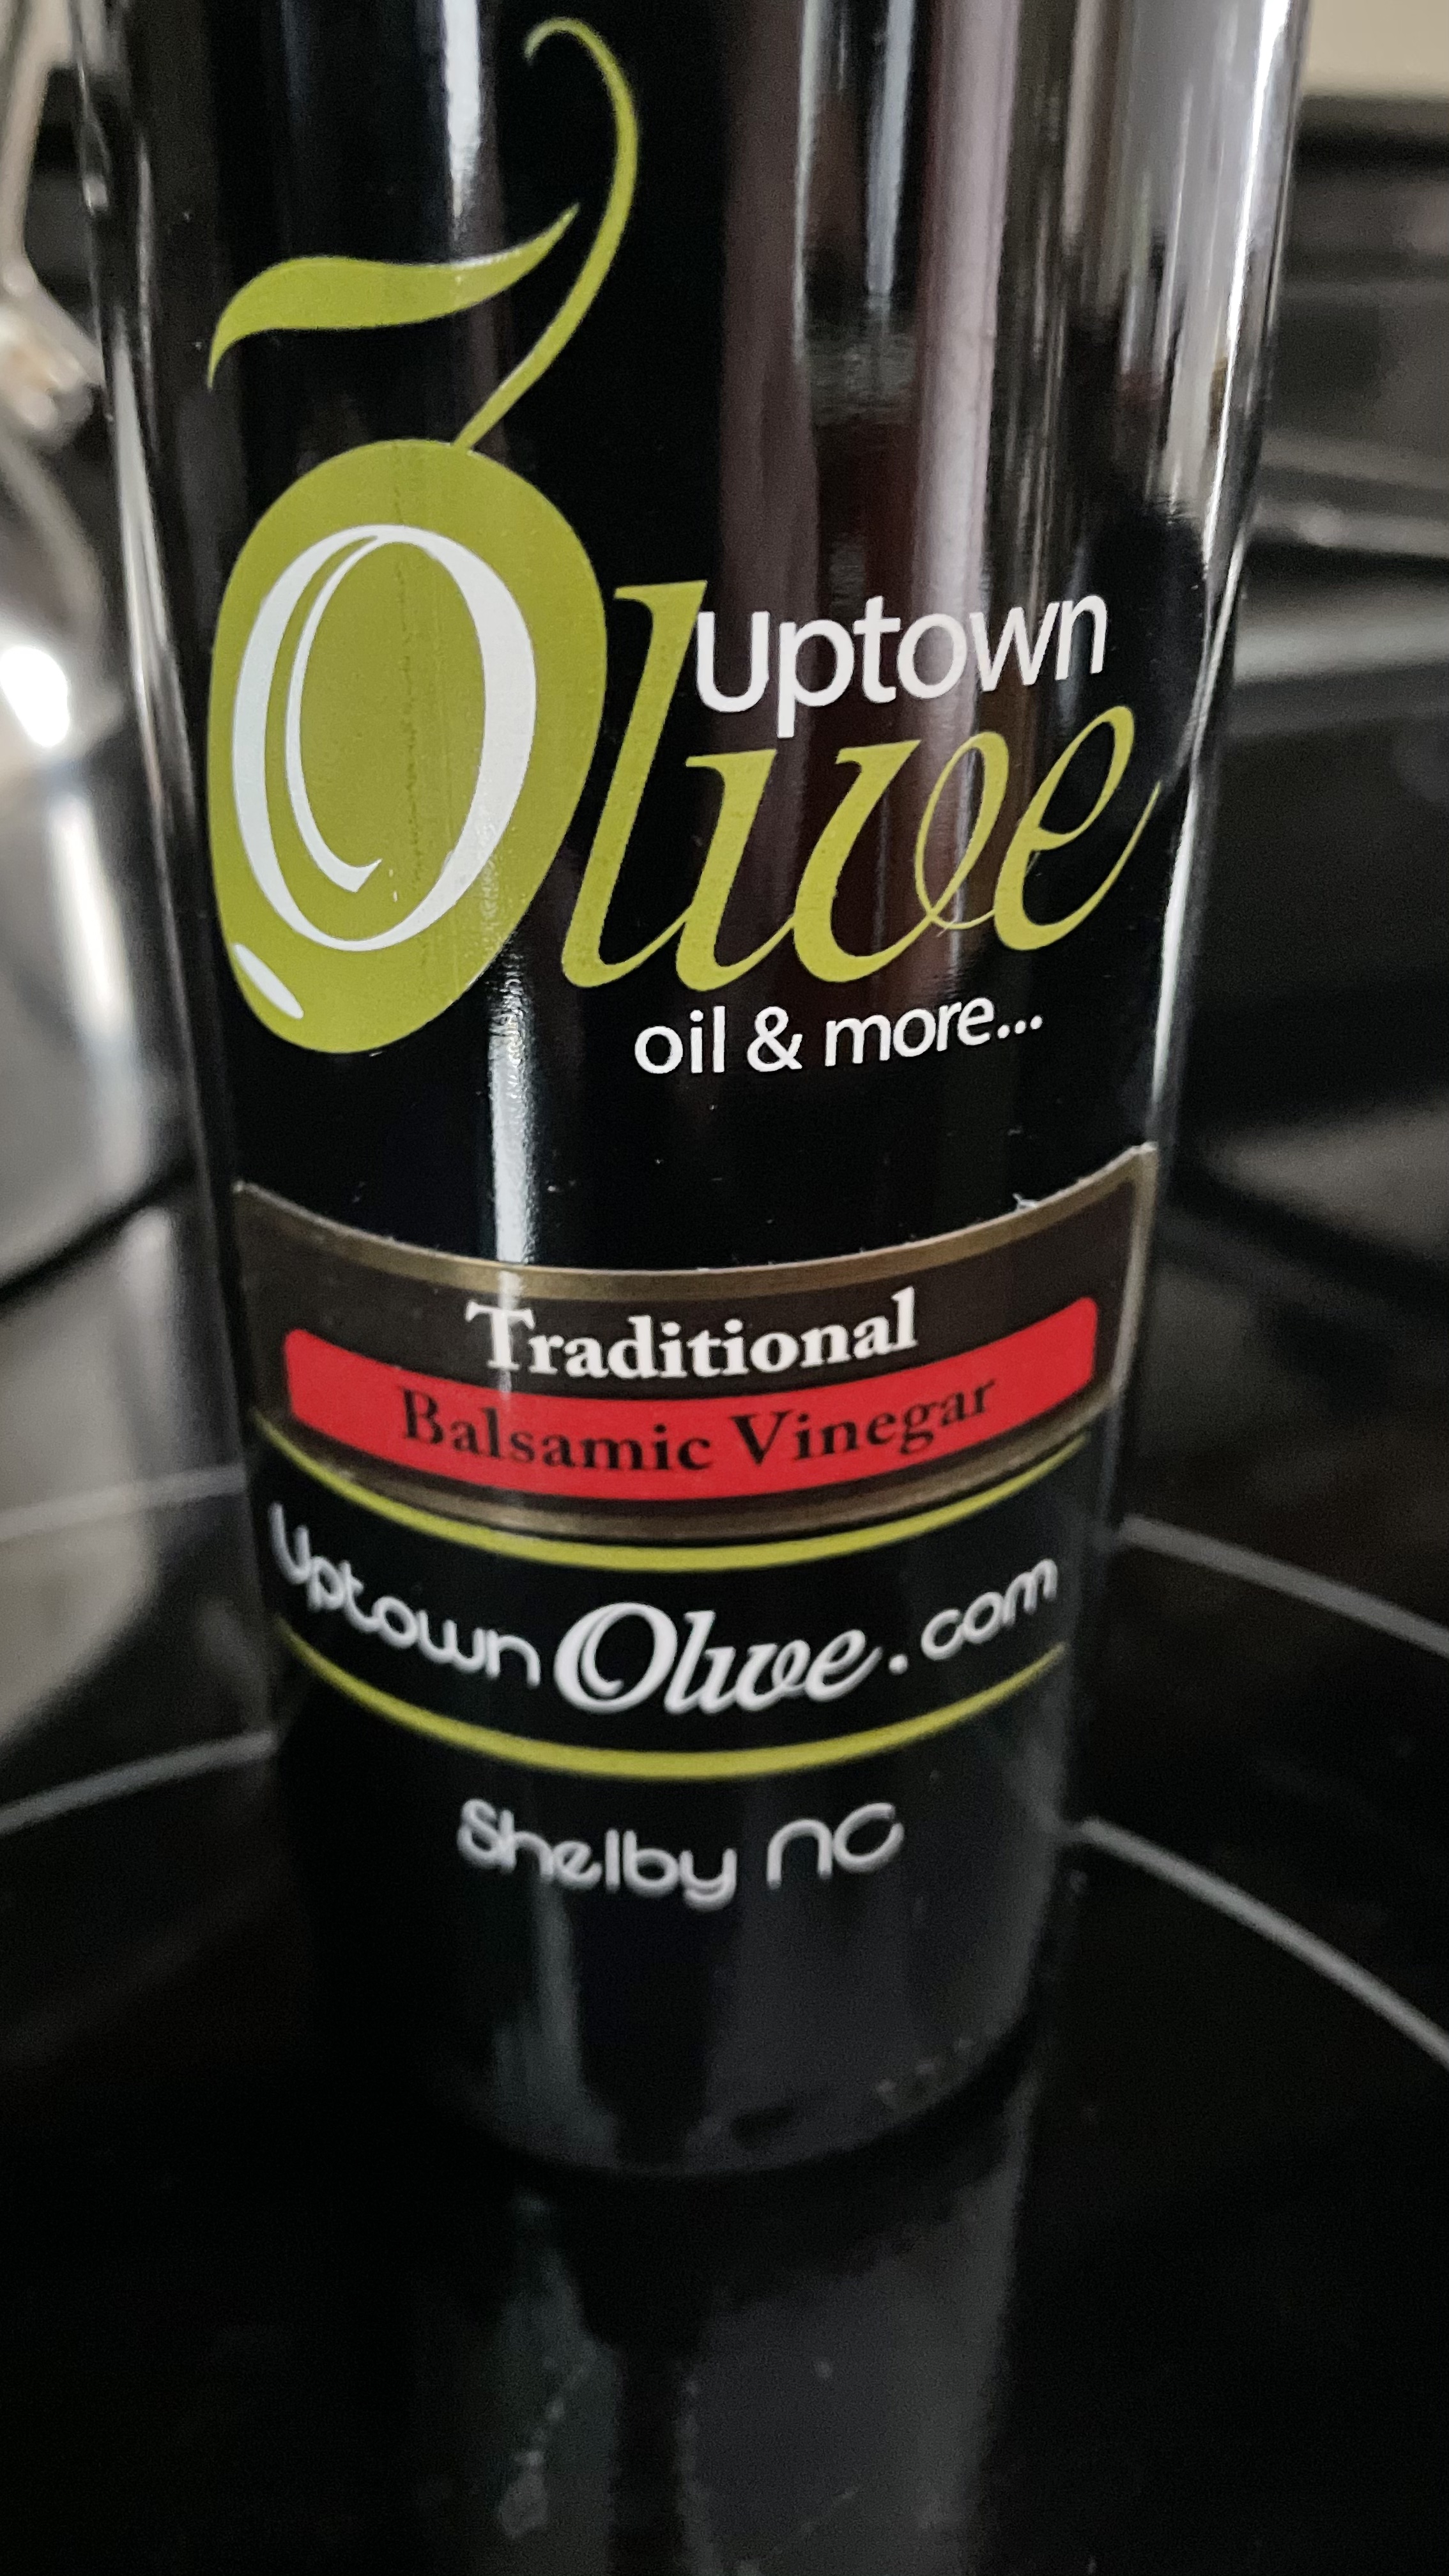 Uptown
Olive
oil & more...
Traditional
Balsamic Vinegar
UptownOlive.com
Shelby NC